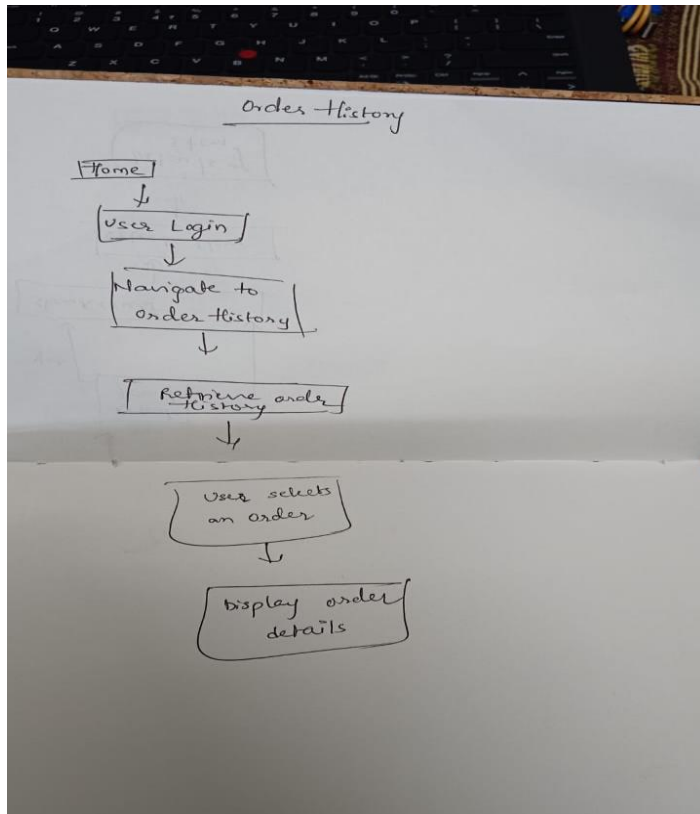 Order History
Home
User Login
Navigate to
Order History
Retrieve order
History
User selects
an order
Display order
details